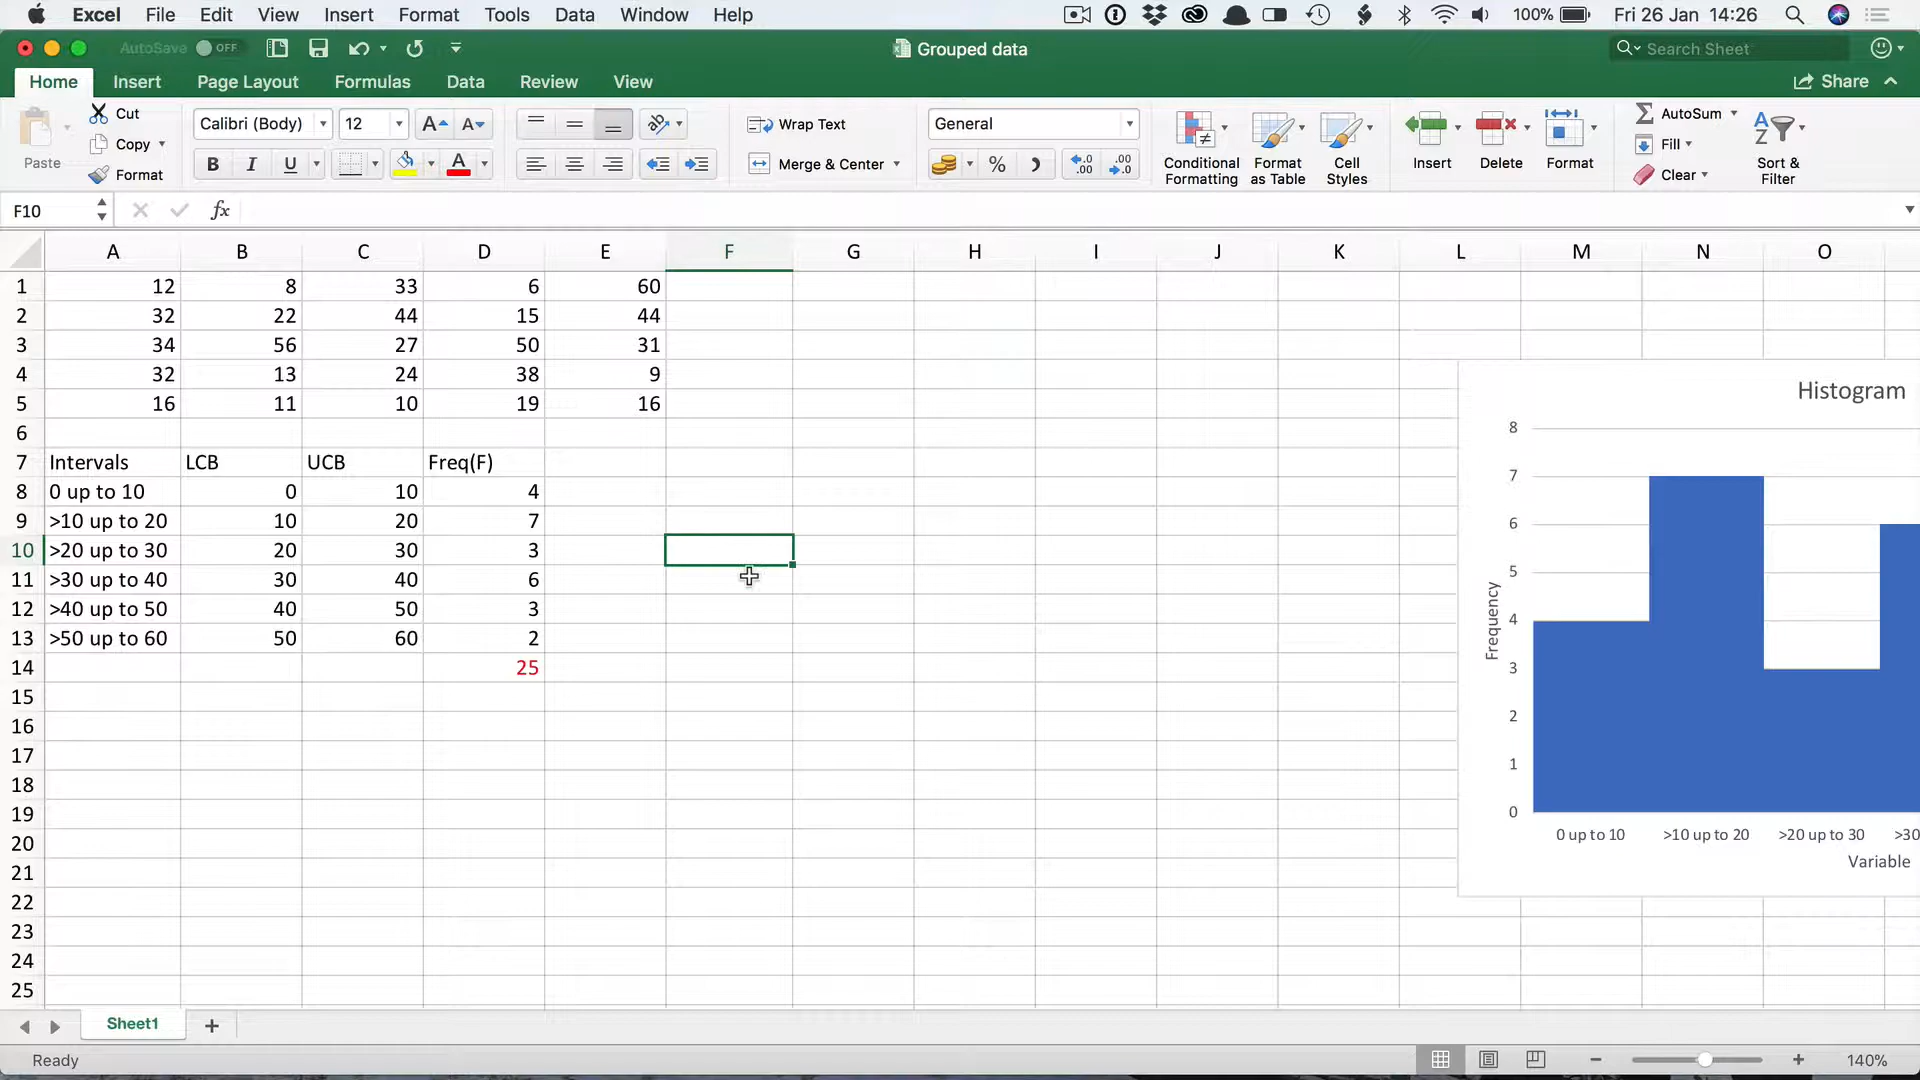 Excel File Edit View Insert Format Tools Data Window Help 100% Fri 26 Jan 14:26
AutoSave OFF Grouped data Search Sheet
Home Insert Page Layout Formulas Data Review View Share
Paste Cut Copy Format
Calibri (Body) 12 A A
B I U A
Wrap Text
Merge & Center
General
% .0 .00 .00 .0
Conditional Formatting
Format as Table
Cell Styles
Insert Delete Format
AutoSum
Fill
Clear
Sort & Filter
F10 fx
A B C D E F G H I J K L M N O
1 12 8 33 6 60
2 32 22 44 15 44
3 34 56 27 50 31
4 32 13 24 38 9
5 16 11 10 19 16
6
7 Intervals LCB UCB Freq(F)
8 0 up to 10 0 10 4
9 >10 up to 20 10 20 7
10 >20 up to 30 20 30 3
11 >30 up to 40 30 40 6
12 >40 up to 50 40 50 3
13 >50 up to 60 50 60 2
14 25
15
16
17
18
19
20
21
22
23
24
25
Histogram
8
7
6
5
4
3
2
1
0
Frequency
0 up to 10 >10 up to 20 >20 up to 30 >30
Variable
Sheet1 +
Ready 140%